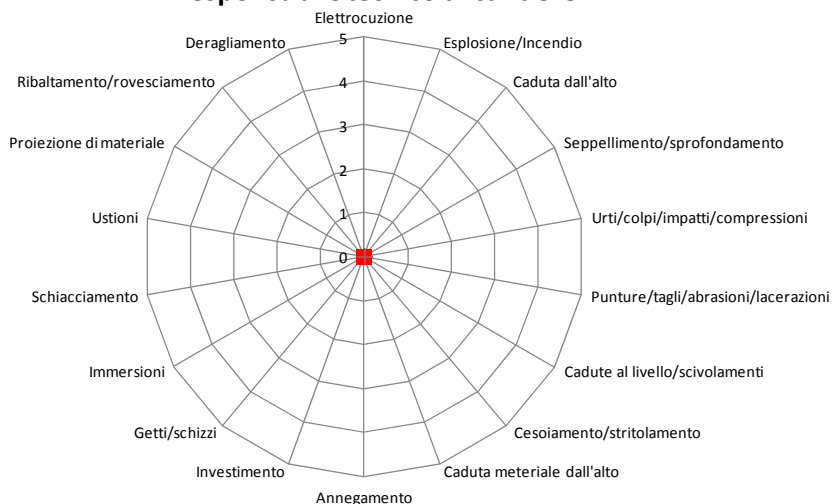 Elettrocuzione
Esplosione/Incendio
Caduta dall'alto
Seppellimento/sprofondamento
Urti/colpi/impatti/compressioni
Punture/tagli/abrasioni/lacerazioni
Cadute al livello/scivolamenti
Cesoiamento/stritolamento
Caduta meteriale dall'alto
Annegamento
Investimento
Getti/schizzi
Immersioni
Schiacciamento
Ustioni
Proiezione di materiale
Ribaltamento/rovesciamento
Deragliamento
5
4
3
2
1
0